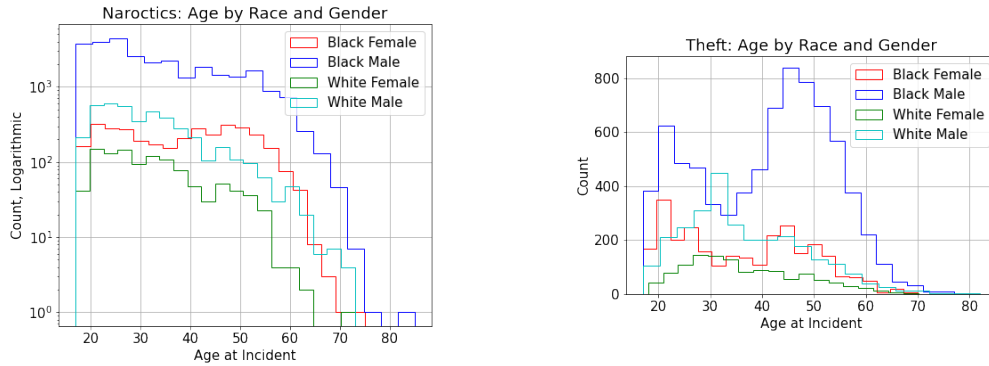 Naroctics: Age by Race and Gender
Count, Logarithmic
10³
10²
10¹
10⁰
Black Female
Black Male
White Female
White Male
20 30 40 50 60 70 80
Age at Incident
Theft: Age by Race and Gender
Count
800
600
400
200
0
Black Female
Black Male
White Female
White Male
20 30 40 50 60 70 80
Age at Incident